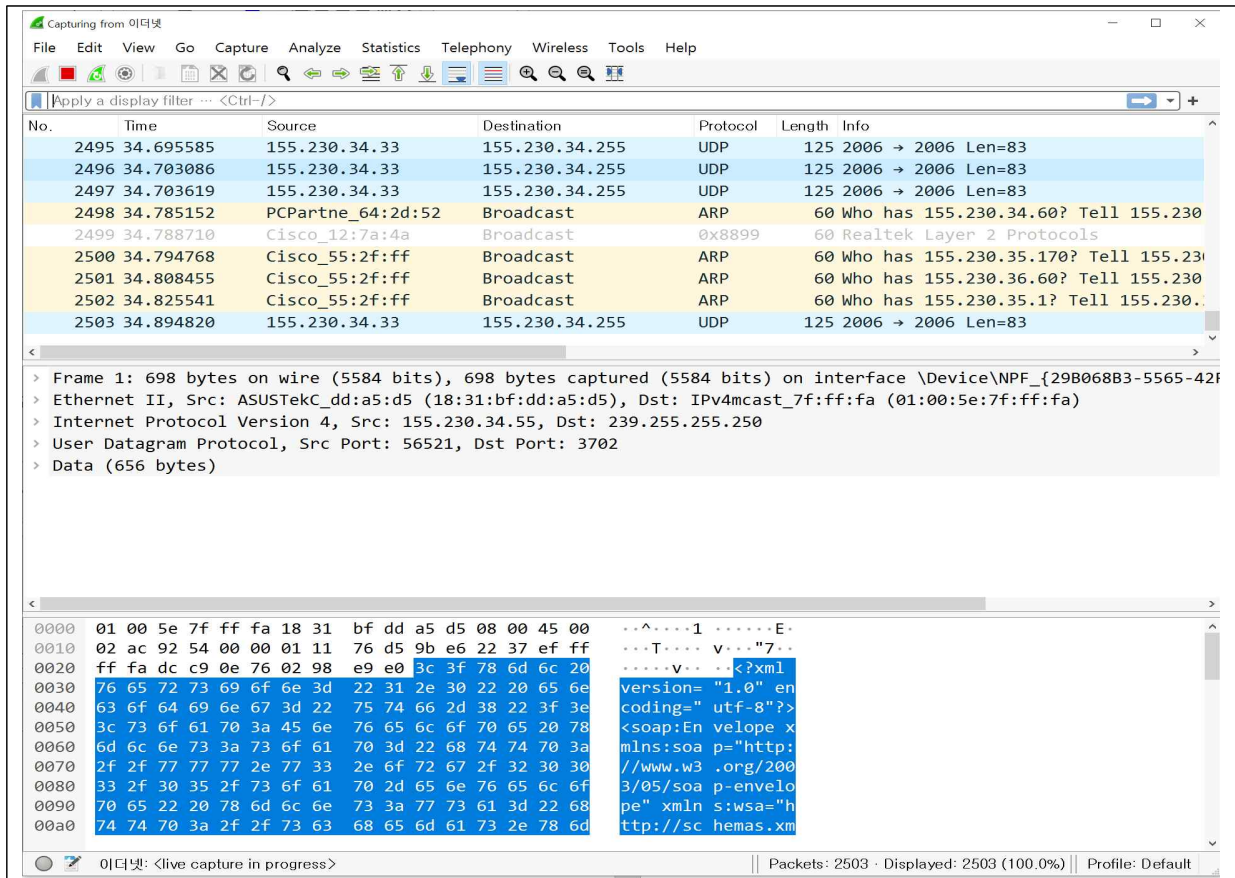 Capturing from 이더넷
File Edit View Go Capture Analyze Statistics Telephony Wireless Tools Help
Apply a display filter ··· <Ctrl-/>
No. Time Source Destination Protocol Length Info
2495 34.695585 155.230.34.33 155.230.34.255 UDP 125 2006 → 2006 Len=83
2496 34.703086 155.230.34.33 155.230.34.255 UDP 125 2006 → 2006 Len=83
2497 34.703619 155.230.34.33 155.230.34.255 UDP 125 2006 → 2006 Len=83
2498 34.785152 PCPartne_64:2d:52 Broadcast ARP 60 Who has 155.230.34.60? Tell 155.230
2499 34.788710 Cisco_12:7a:4a Broadcast 0x8899 60 Realtek Layer 2 Protocols
2500 34.794768 Cisco_55:2f:ff Broadcast ARP 60 Who has 155.230.35.170? Tell 155.23
2501 34.808455 Cisco_55:2f:ff Broadcast ARP 60 Who has 155.230.36.60? Tell 155.230
2502 34.825541 Cisco_55:2f:ff Broadcast ARP 60 Who has 155.230.35.1? Tell 155.230.
2503 34.894820 155.230.34.33 155.230.34.255 UDP 125 2006 → 2006 Len=83
> Frame 1: 698 bytes on wire (5584 bits), 698 bytes captured (5584 bits) on interface \Device\NPF_{29B068B3-5565-42
> Ethernet II, Src: ASUSTekC_dd:a5:d5 (18:31:bf:dd:a5:d5), Dst: IPv4mcast_7f:ff:fa (01:00:5e:7f:ff:fa)
> Internet Protocol Version 4, Src: 155.230.34.55, Dst: 239.255.255.250
> User Datagram Protocol, Src Port: 56521, Dst Port: 3702
> Data (656 bytes)
0000 01 00 5e 7f ff fa 18 31 bf dd a5 d5 08 00 45 00 ··^····1 ······E·
0010 02 ac 92 54 00 00 01 11 76 d5 9b e6 22 37 ef ff ···T···· v···"7··
0020 ff fa dc c9 0e 76 02 98 e9 e0 3c 3f 78 6d 6c 20 ·····v·· ··<?xml
0030 76 65 72 73 69 6f 6e 3d 22 31 2e 30 22 20 65 6e version= "1.0" en
0040 63 6f 64 69 6e 67 3d 22 75 74 66 2d 38 22 3f 3e coding=" utf-8"?>
0050 3c 73 6f 61 70 3a 45 6e 76 65 6c 6f 70 65 20 78 <soap:En velope x
0060 6d 6c 6e 73 3a 73 6f 61 70 3d 22 68 74 74 70 3a mlns:soa p="http:
0070 2f 2f 77 77 77 2e 77 33 2e 6f 72 67 2f 32 30 30 //www.w3 .org/200
0080 33 2f 30 35 2f 73 6f 61 70 2d 65 6e 76 65 6c 6f 3/05/soa p-envelo
0090 70 65 22 20 78 6d 6c 6e 73 3a 77 73 61 3d 22 68 pe" xmln s:wsa="h
00a0 74 74 70 3a 2f 2f 73 63 68 65 6d 61 73 2e 78 6d ttp://sc hemas.xm
이더넷: <live capture in progress> Packets: 2503 · Displayed: 2503 (100.0%) Profile: Default